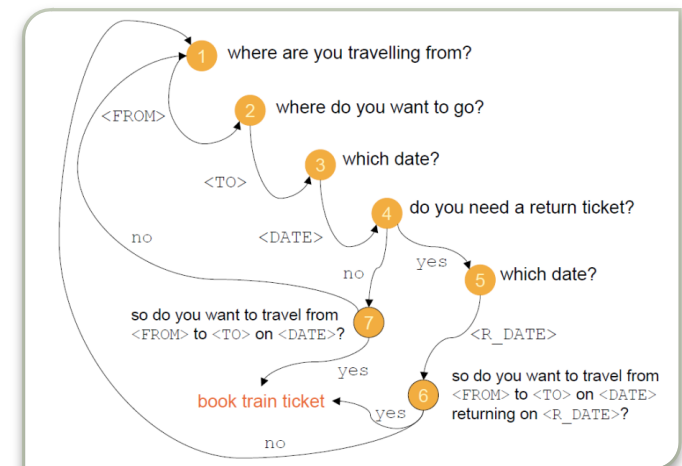 1 where are you travelling from?
<FROM>
2 where do you want to go?
<TO>
3 which date?
<DATE>
4 do you need a return ticket?
no
no
yes
5 which date?
so do you want to travel from
<FROM> to <TO> on <DATE>?
7
<R_DATE>
yes
so do you want to travel from
<FROM> to <TO> on <DATE>
returning on <R_DATE>?
6
book train ticket
yes
no